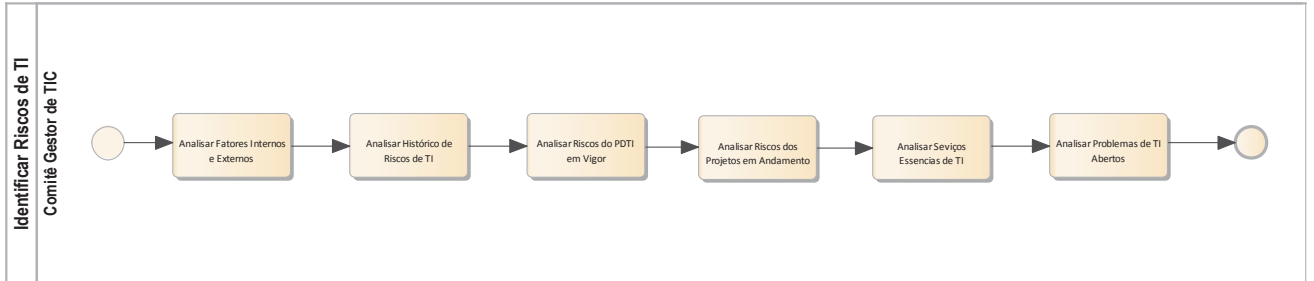 Identificar Riscos de TI
Comitê Gestor de TIC
Analisar Fatores Internos
e Externos
Analisar Histórico de
Riscos de TI
Analisar Riscos do PDTI
em Vigor
Analisar Riscos dos
Projetos em Andamento
Analisar Seviços
Essencias de TI
Analisar Problemas de TI
Abertos